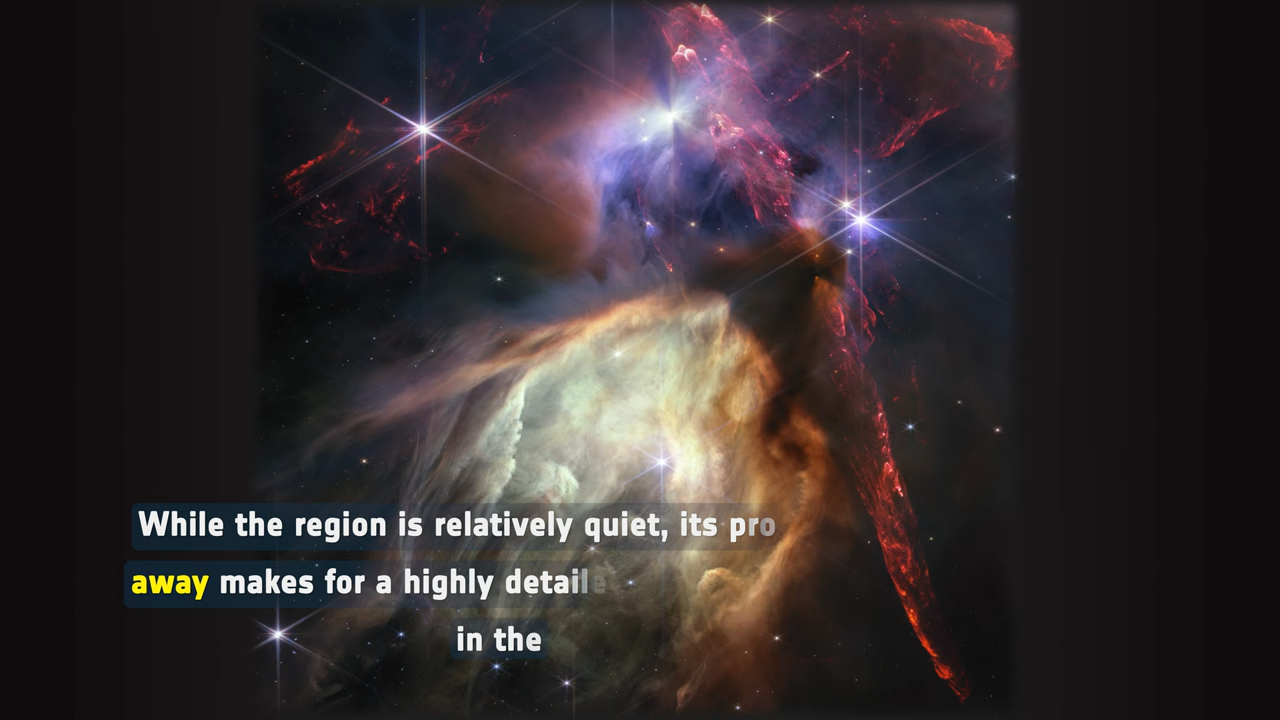 While the region is relatively quiet, its pro
away makes for a highly detaile
in the